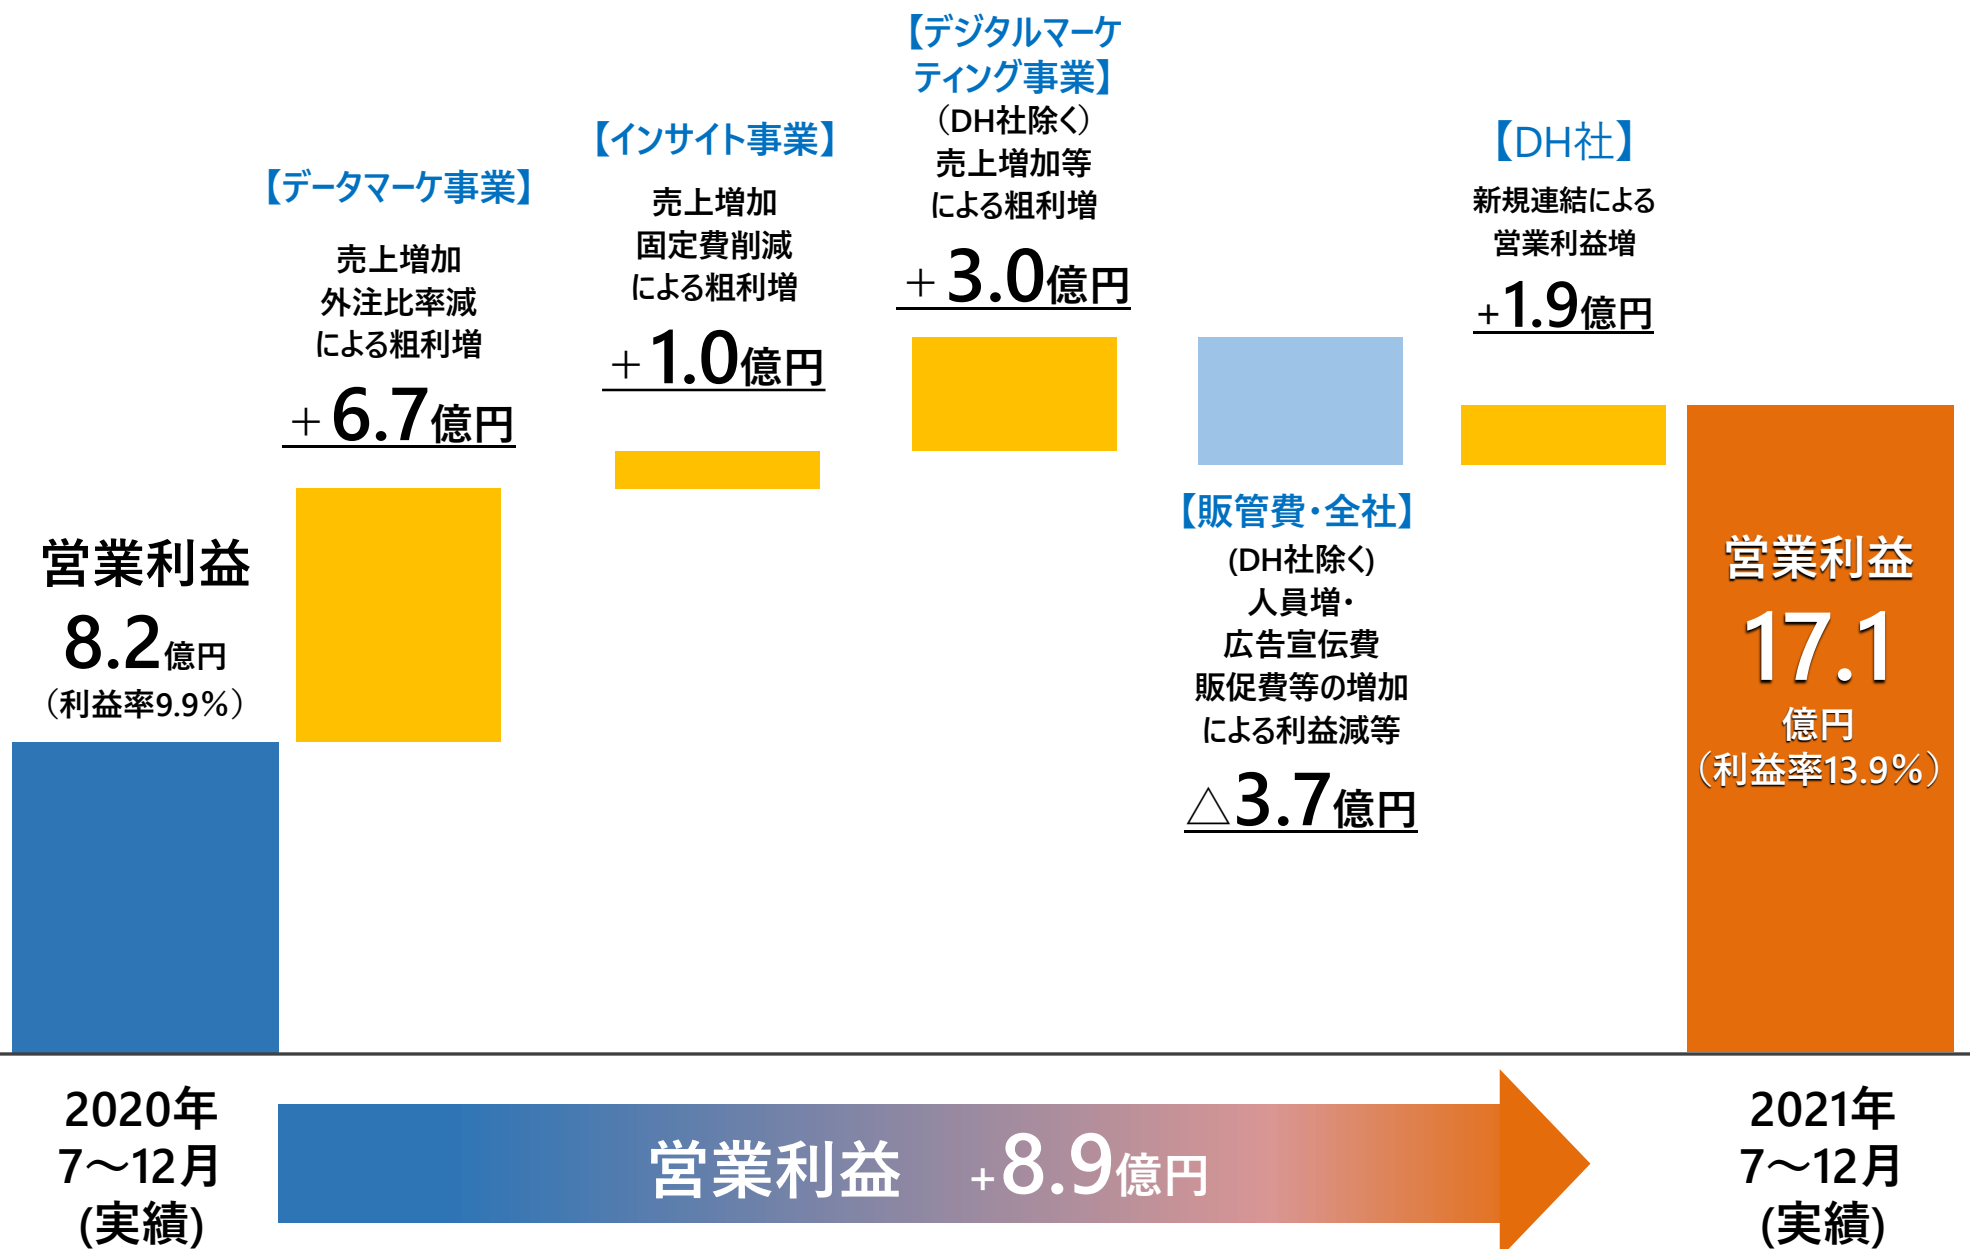 営業利益
8.2億円
（利益率9.9%）
【データマーケ事業】
売上増加
外注比率減
による粗利増
＋6.7億円
【インサイト事業】
売上増加
固定費削減
による粗利増
＋1.0億円
【デジタルマーケ
ティング事業】
（DH社除く）
売上増加等
による粗利増
＋3.0億円
【販管費・全社】
(DH社除く)
人員増・
広告宣伝費
販促費等の増加
による利益減等
△3.7億円
【DH社】
新規連結による
営業利益増
+1.9億円
営業利益
17.1
億円
（利益率13.9%）
2020年
7～12月
(実績)
営業利益 +8.9億円
2021年
7～12月
(実績)